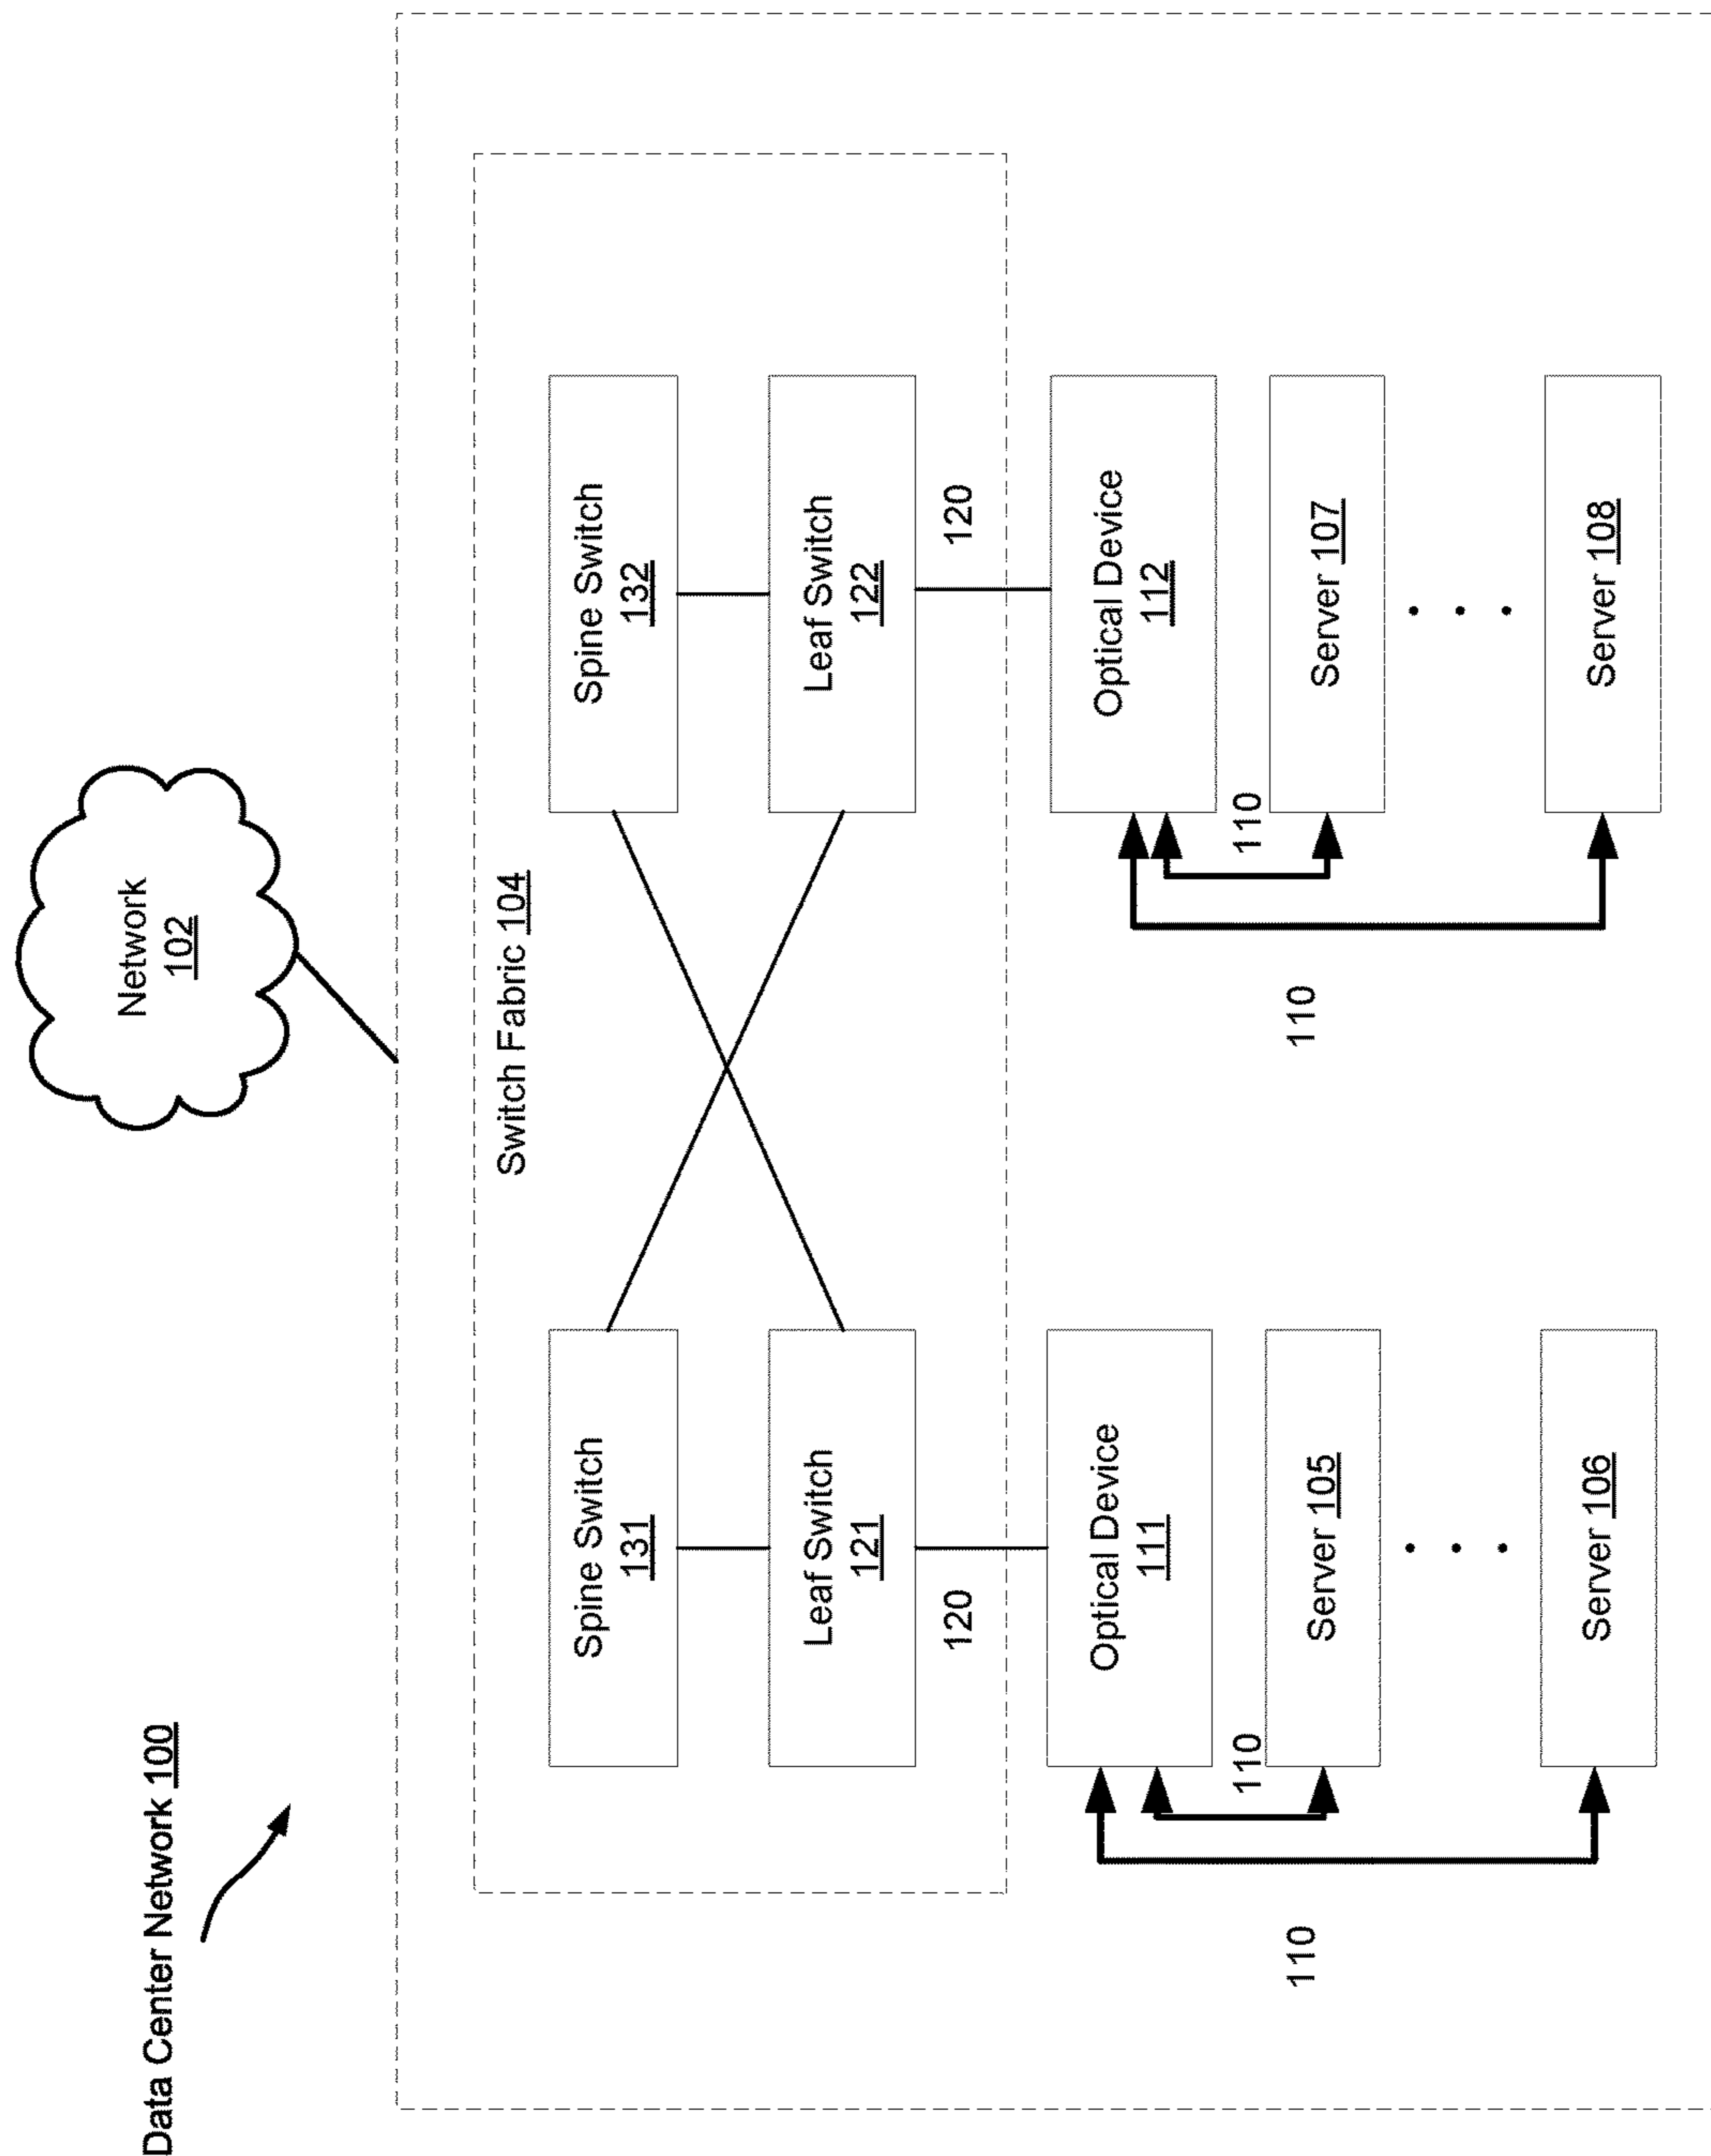 Data Center Network 100
Network
102
Switch Fabric 104
Spine Switch
131
Spine Switch
132
Leaf Switch
121
Leaf Switch
122
120
120
Optical Device
111
Optical Device
112
110
110
Server 105
Server 107
110
110
Server 106
Server 108